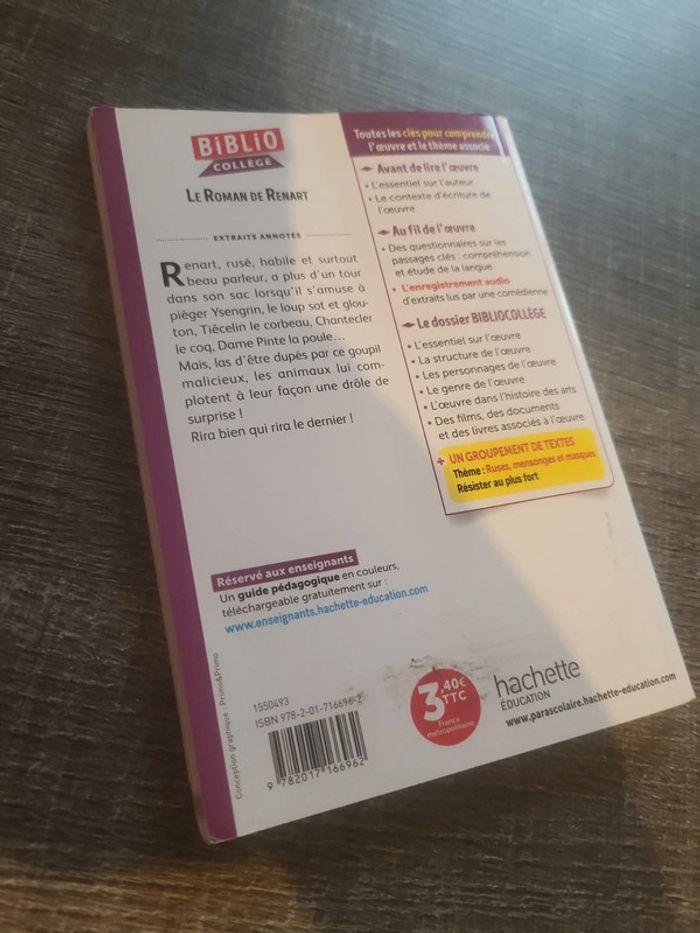 BIBLIO
COLLÈGE
LE ROMAN DE RENART
EXTRAITS ANNOTÉS
Renart, rusé, habile et surtout
beau parleur, a plus d'un tour
dans son sac lorsqu'il s'amuse à
piéger Ysengrin, le loup sot et glou-
ton, Tiécelin le corbeau, Chantecler
le coq, Dame Pinte la poule...
Mais, las d'être dupés par ce goupil
malicieux, les animaux lui com-
plotent à leur façon une drôle de
surprise !
Rira bien qui rira le dernier !
Toutes les clés pour comprendre
l'œuvre et le thème associé
Avant de lire l'œuvre
• L'essentiel sur l'auteur
• Le contexte d'écriture de
l'œuvre
Au fil de l'œuvre
• Des questionnaires sur les
passages clés : compréhension
et étude de la langue
• L'enregistrement audio
d'extraits lus par une comédienne
Le dossier BIBLIOCOLLÈGE
• L'essentiel sur l'œuvre
• La structure de l'œuvre
• Les personnages de l'œuvre
• Le genre de l'œuvre
• L'œuvre dans l'histoire des arts
• Des films, des documents
et des livres associés à l'œuvre
+ UN GROUPEMENT DE TEXTES
Thème : Ruses, mensonges et masques
Résister au plus fort
Réservé aux enseignants
Un guide pédagogique en couleurs,
téléchargeable gratuitement sur :
www.enseignants.hachette-education.com
Conception graphique : Primo&Primo
1550493
ISBN 978-2-01-716696-2
9 782017 166962
3,40€
TTC
France
métropolitaine
hachette
ÉDUCATION
www.parascolaire.hachette-education.com